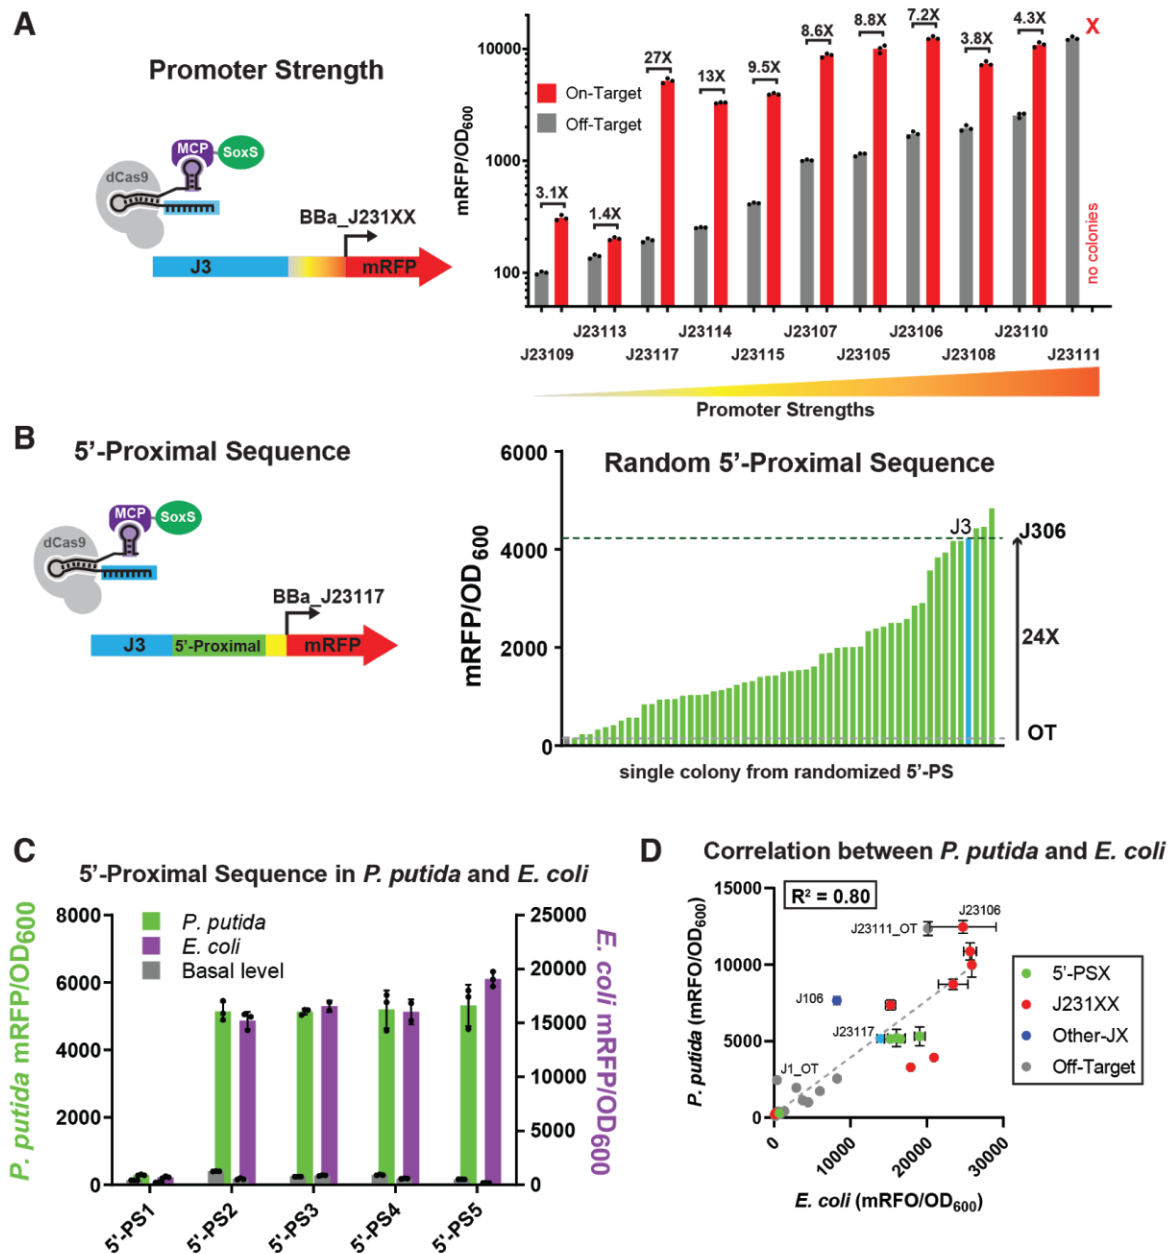 A
Promoter Strength
MCP
SoxS
dCas9
BBa_J231XX
J3
mRFP
mRFP/OD600
10000
1000
100
On-Target
Off-Target
3.1X
1.4X
27X
13X
9.5X
8.6X
8.8X
7.2X
3.8X
4.3X
X
no colonies
J23113
J23114
J23107
J23106
J23110
J23109
J23117
J23115
J23105
J23108
J23111
Promoter Strengths
B
5'-Proximal Sequence
MCP
SoxS
dCas9
BBa_J23117
J3
5'-Proximal
mRFP
Random 5'-Proximal Sequence
mRFP/OD600
6000
4000
2000
0
J3
J306
24X
OT
single colony from randomized 5'-PS
C
5'-Proximal Sequence in P. putida and E. coli
P. putida mRFP/OD600
8000
6000
4000
2000
0
P. putida
E. coli
Basal level
25000
20000
15000
10000
5000
0
E. coli mRFP/OD600
5'-PS1
5'-PS2
5'-PS3
5'-PS4
5'-PS5
D
Correlation between P. putida and E. coli
P. putida (mRFO/OD600)
15000
10000
5000
0
R² = 0.80
J23106
J23111_OT
J106
J23117
J1_OT
0
10000
20000
30000
E. coli (mRFO/OD600)
5'-PSX
J231XX
Other-JX
Off-Target